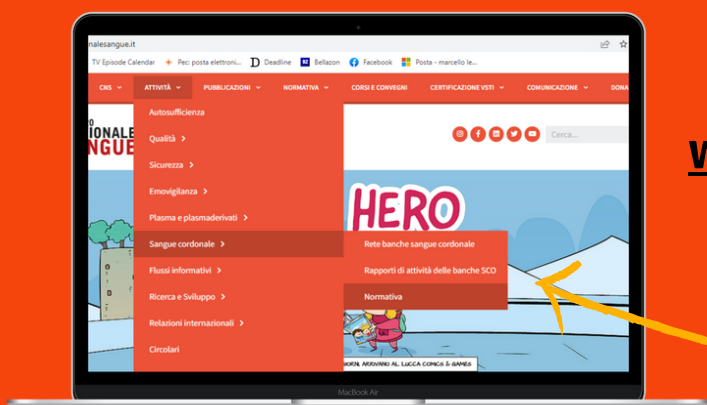 nalesangue.it
TV Episode Calendar Pec: posta elettroni... Deadline Bellazon Facebook Posta - marcello le...
CNS ATTIVITÀ PUBBLICAZIONI NORMATIVA CORSI E CONVEGNI CERTIFICAZIONE VSTI COMUNICAZIONE DONA
IONALE
NGUE
Cerca...
Autosufficienza
Qualità >
Sicurezza >
Emovigilanza >
Plasma e plasmaderivati >
Sangue cordonale >
Flussi informativi >
Ricerca e Sviluppo >
Relazioni internazionali >
Circolari
Rete banche sangue cordonale
Rapporti di attività delle banche SCO
Normativa
HERO
ARRIVANO AL LUCCA COMICS & GAMES
MacBook Air